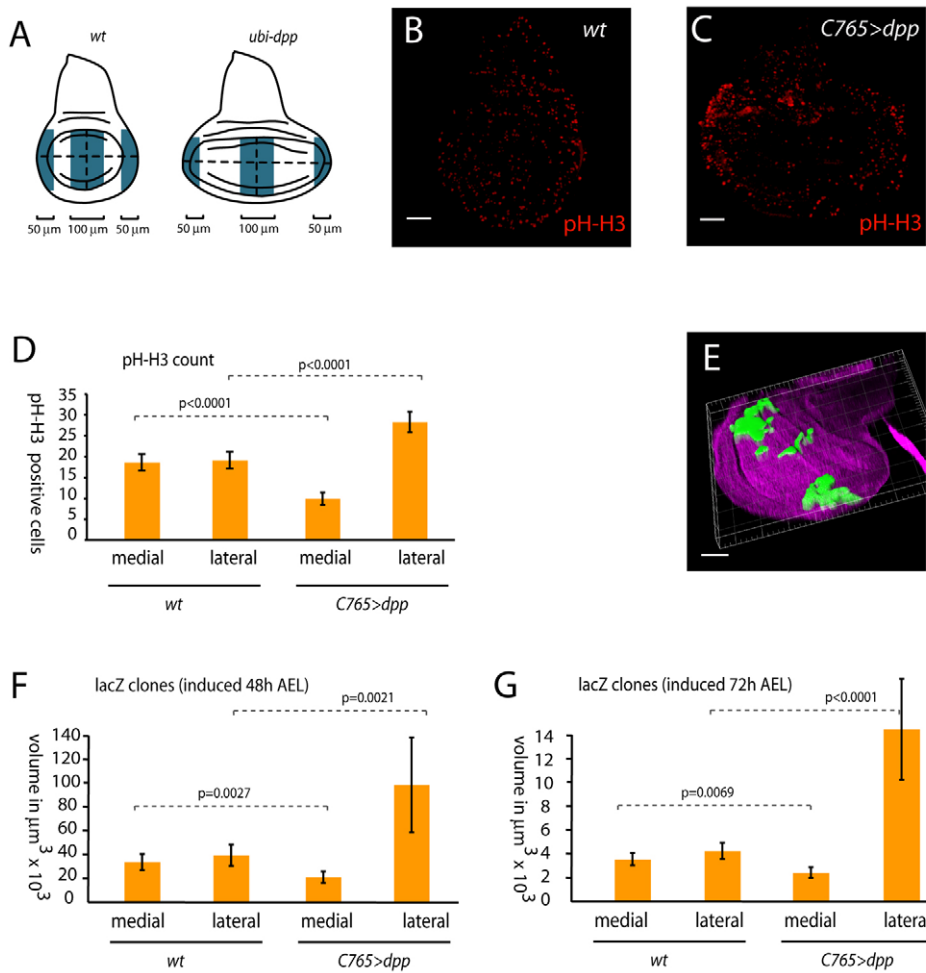 A
wt
ubi-dpp
50 µm
100 µm
50 µm
50 µm
100 µm
50 µm
B
wt
pH-H3
C
C765>dpp
pH-H3
D
pH-H3 count
p<0.0001
p<0.0001
pH-H3 positive cells
35
30
25
20
15
10
5
0
medial
lateral
medial
lateral
wt
C765>dpp
E
F
lacZ clones (induced 48h AEL)
p=0.0021
p=0.0027
volume in µm³ x 10³
140
120
100
80
60
40
20
0
medial
lateral
medial
lateral
wt
C765>dpp
G
lacZ clones (induced 72h AEL)
p<0.0001
p=0.0069
volume in µm³ x 10³
14
12
10
8
6
4
2
0
medial
lateral
medial
lateral
wt
C765>dpp